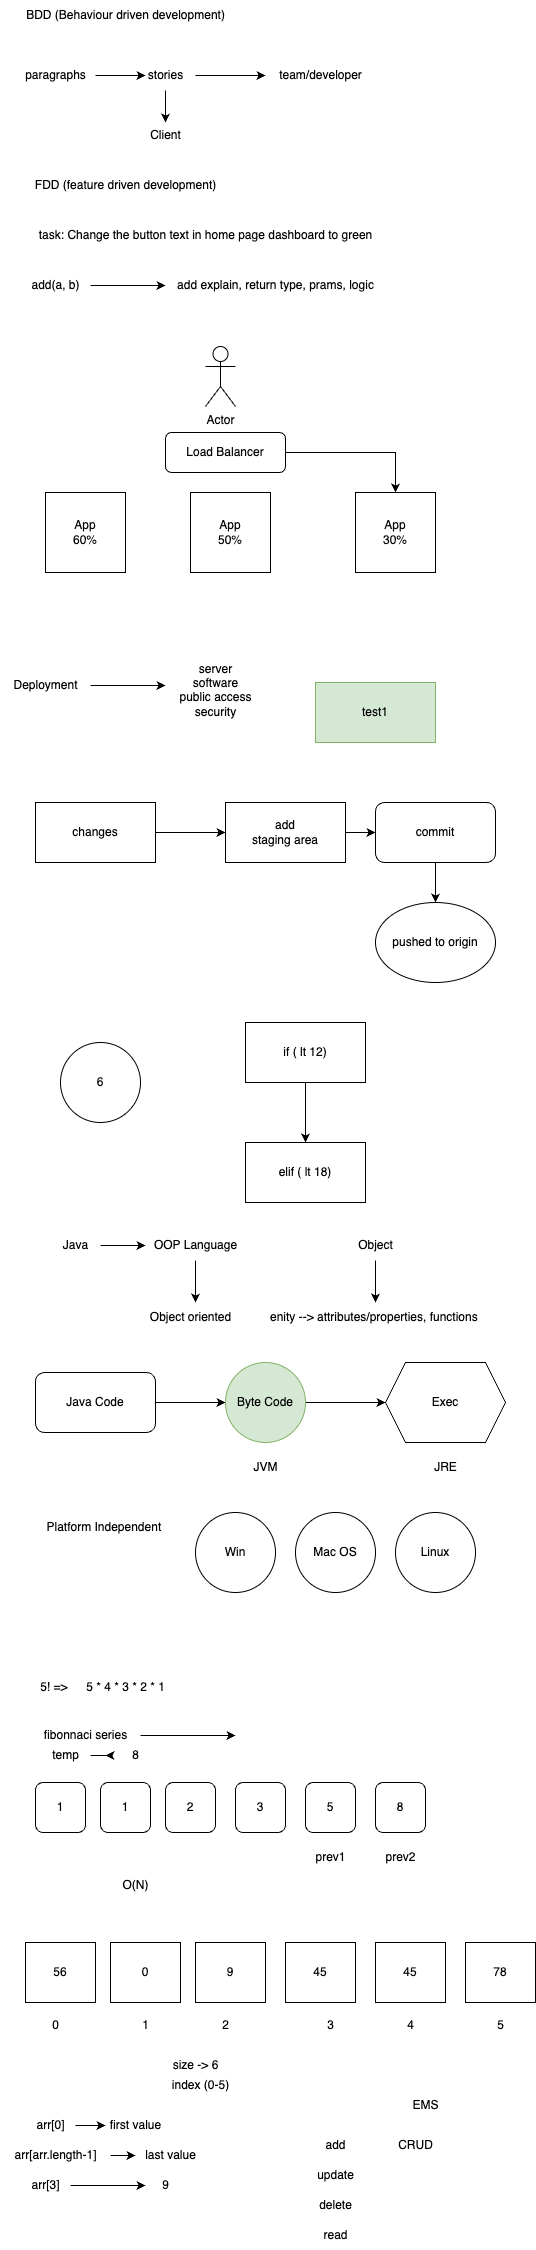 BDD (Behaviour driven development)
paragraphs stories team/developer
Client
FDD (feature driven development)
task: Change the button text in home page dashboard to green
add(a, b) add explain, return type, prams, logic
Actor
Load Balancer
App
60%
App
50%
App
30%
Deployment
server
software
public access
security
test1
changes
add
staging area
commit
pushed to origin
6
if ( lt 12)
elif ( lt 18)
Java OOP Language Object
Object oriented enity --> attributes/properties, functions
Java Code Byte Code Exec
JVM JRE
Platform Independent
Win Mac OS Linux
5! => 5 * 4 * 3 * 2 * 1
fibonnaci series
temp 8
1 1 2 3 5 8
prev1 prev2
O(N)
56 0 9 45 45 78
0 1 2 3 4 5
size -> 6
index (0-5)
EMS
arr[0] first value
add CRUD
arr[arr.length-1] last value
update
arr[3] 9
delete
read